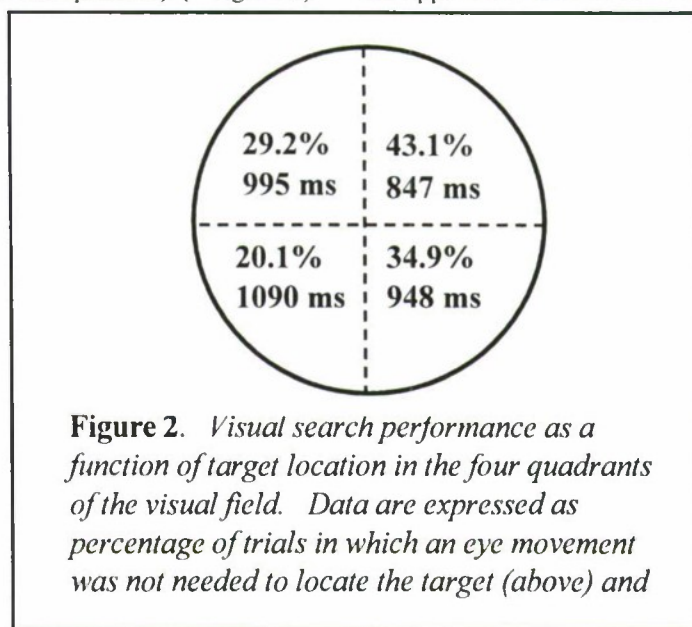 29.2% 43.1%
995 ms 847 ms
20.1% 34.9%
1090 ms 948 ms
Figure 2. Visual search performance as a
function of target location in the four quadrants
of the visual field. Data are expressed as
percentage of trials in which an eye movement
was not needed to locate the target (above) and